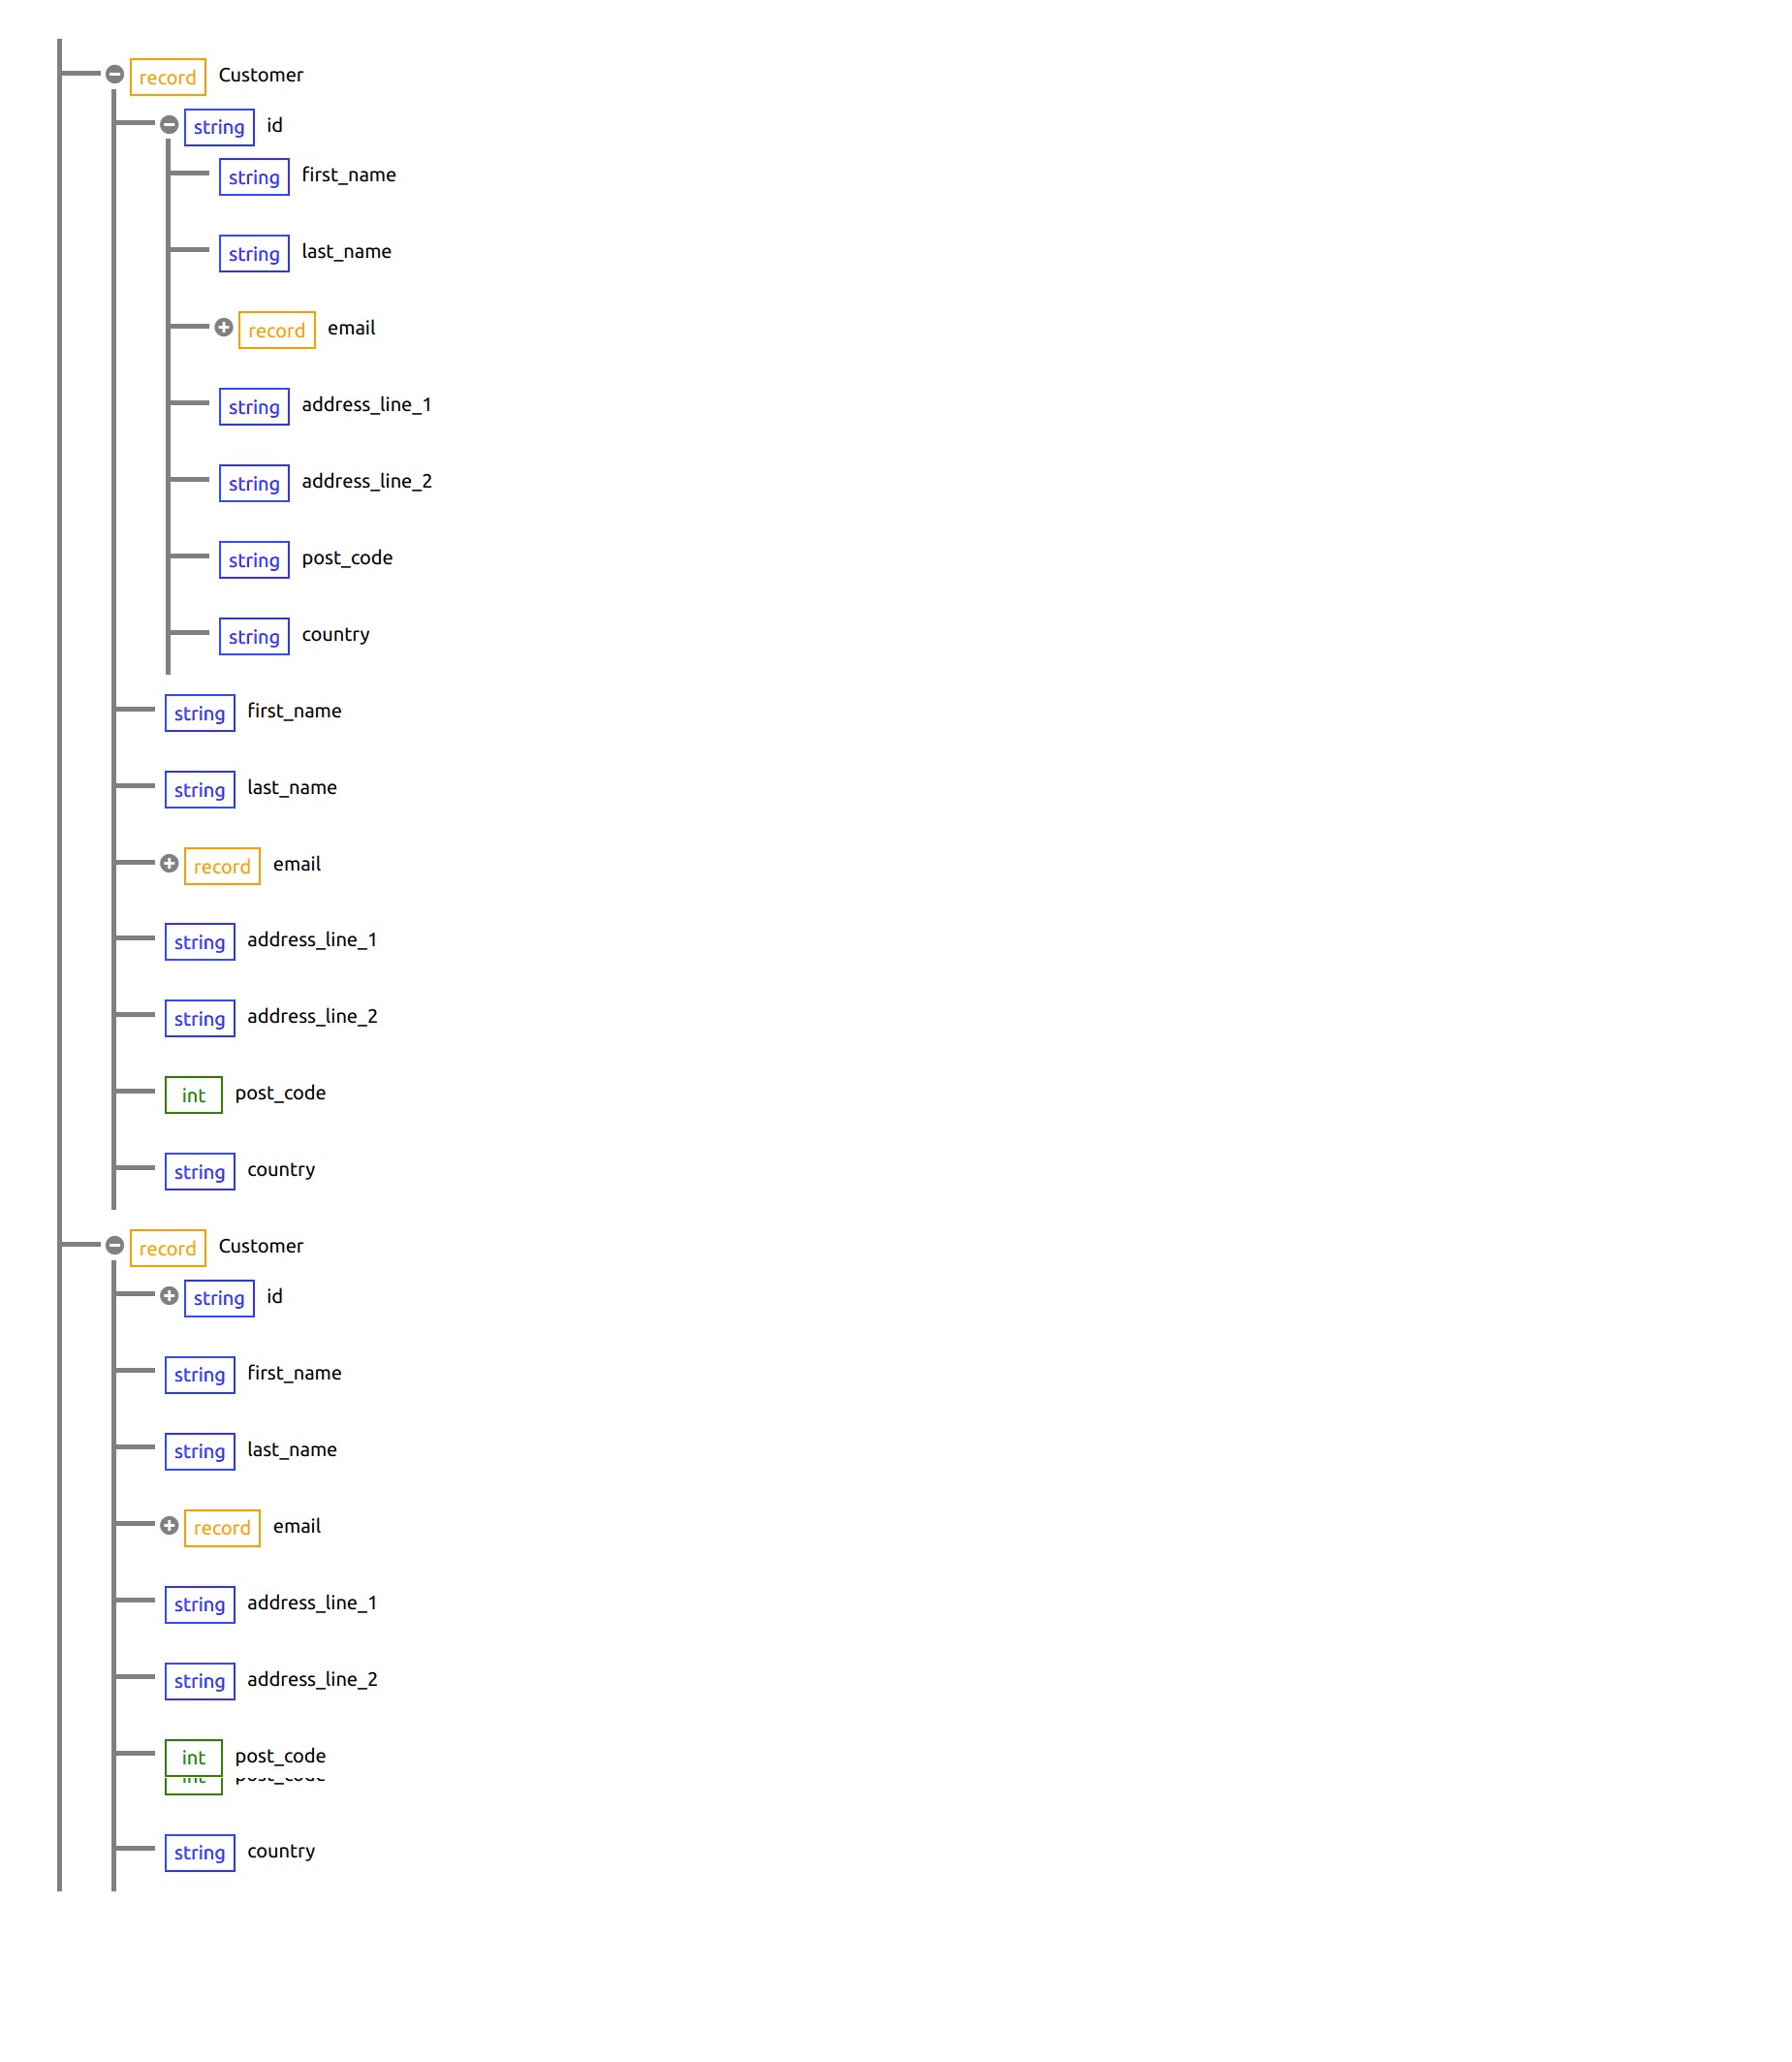 record Customer
string id
string first_name
string last_name
record email
string address_line_1
string address_line_2
string post_code
string country
string first_name
string last_name
record email
string address_line_1
string address_line_2
int post_code
string country
record Customer
string id
string first_name
string last_name
record email
string address_line_1
string address_line_2
int post_code
int post_code
string country